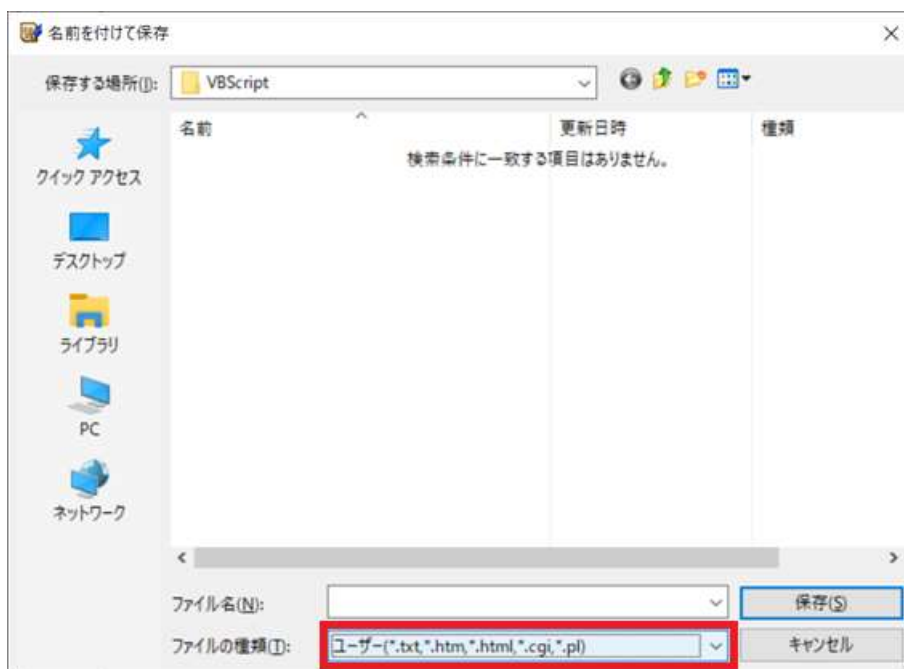 名前を付けて保存
保存する場所(I):
VBScript
名前
更新日時
種類
検索条件に一致する項目はありません。
クイック アクセス
デスクトップ
ライブラリ
PC
ネットワーク
ファイル名(N):
保存(S)
ファイルの種類(T):
ユーザー(*.txt,*.htm,*.html,*.cgi,*.pl)
キャンセル